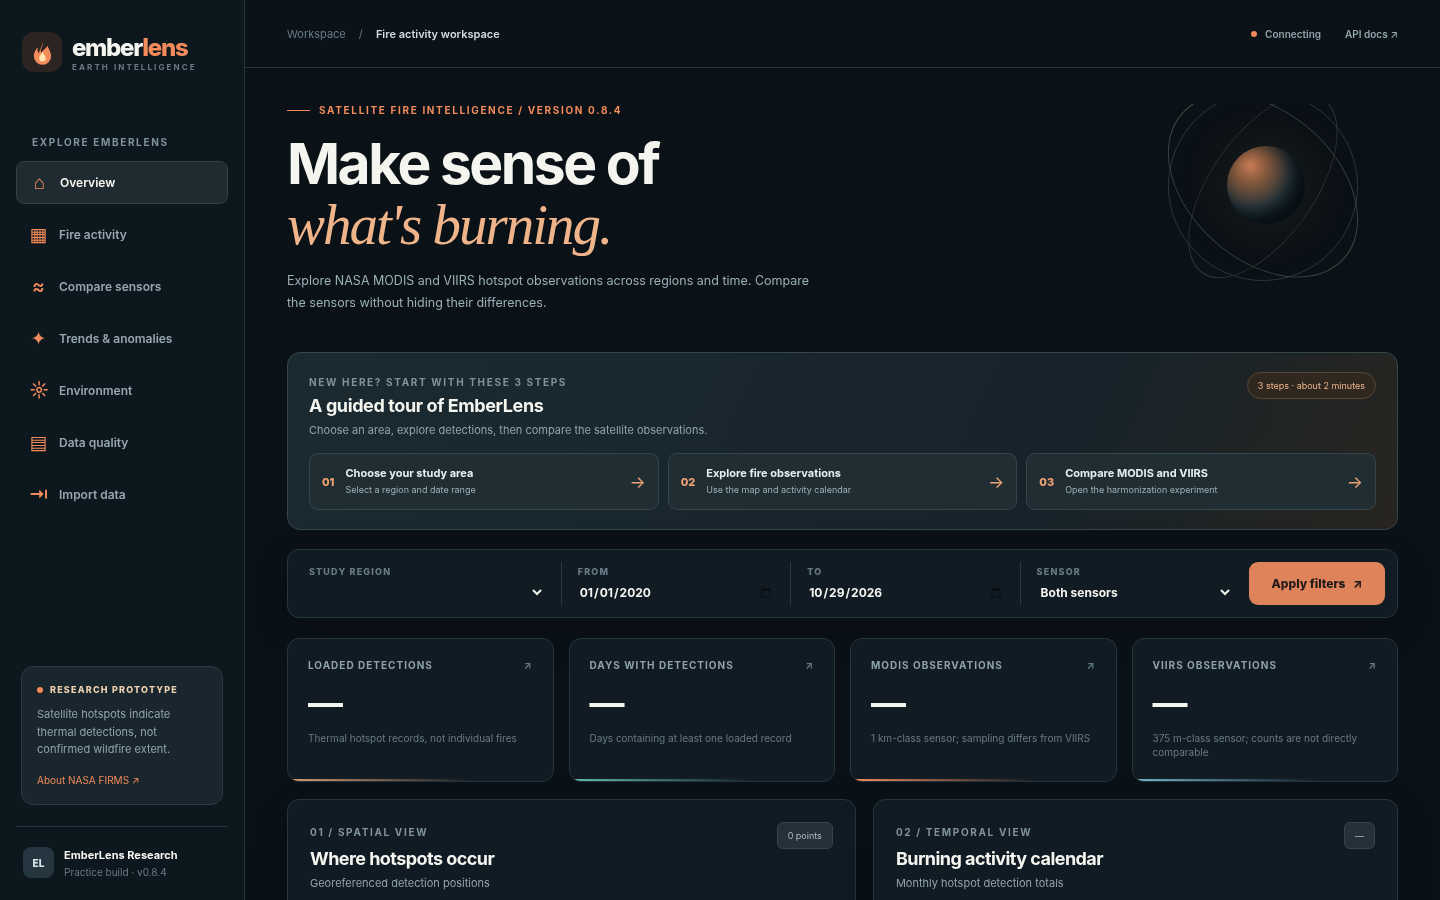 emberlens
EARTH INTELLIGENCE
EXPLORE EMBERLENS
Overview
Fire activity
Compare sensors
Trends & anomalies
Environment
Data quality
Import data
RESEARCH PROTOTYPE
Satellite hotspots indicate
thermal detections, not
confirmed wildfire extent.
About NASA FIRMS ↗
EL
EmberLens Research
Practice build · v0.8.4
Workspace / Fire activity workspace
Connecting
API docs ↗
SATELLITE FIRE INTELLIGENCE / VERSION 0.8.4
Make sense of
what's burning.
Explore NASA MODIS and VIIRS hotspot observations across regions and time. Compare
the sensors without hiding their differences.
NEW HERE? START WITH THESE 3 STEPS
A guided tour of EmberLens
Choose an area, explore detections, then compare the satellite observations.
3 steps · about 2 minutes
01
Choose your study area
Select a region and date range
→
02
Explore fire observations
Use the map and activity calendar
→
03
Compare MODIS and VIIRS
Open the harmonization experiment
→
STUDY REGION
FROM
01/01/2020
TO
10/29/2026
SENSOR
Both sensors
Apply filters ↗
LOADED DETECTIONS ↗
—
Thermal hotspot records, not individual fires
DAYS WITH DETECTIONS ↗
—
Days containing at least one loaded record
MODIS OBSERVATIONS ↗
—
1 km-class sensor; sampling differs from VIIRS
VIIRS OBSERVATIONS ↗
—
375 m-class sensor; counts are not directly
comparable
01 / SPATIAL VIEW
Where hotspots occur
Georeferenced detection positions
0 points
02 / TEMPORAL VIEW
Burning activity calendar
Monthly hotspot detection totals
—